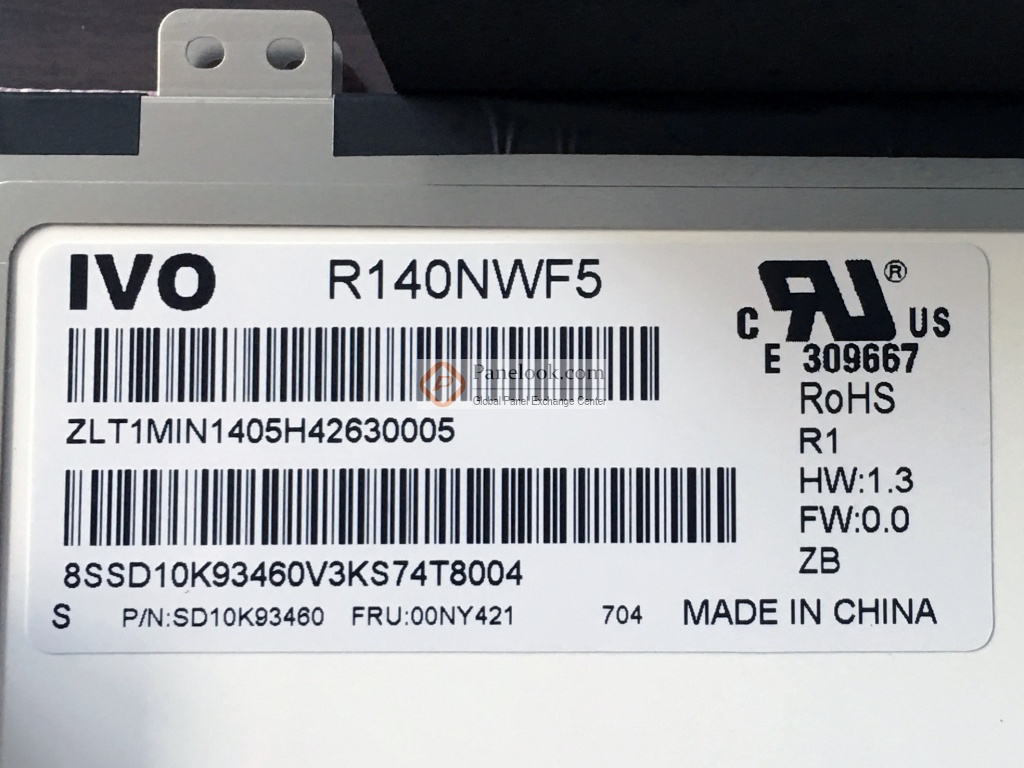 IVO R140NWF5
RU®
C US
E 309667
Panelook.com
Global Panel Exchange Center
ZLT1MIN1405H42630005
RoHS
R1
HW:1.3
FW:0.0
ZB
8SSD10K93460V3KS74T8004
S P/N:SD10K93460 FRU:00NY421 704 MADE IN CHINA